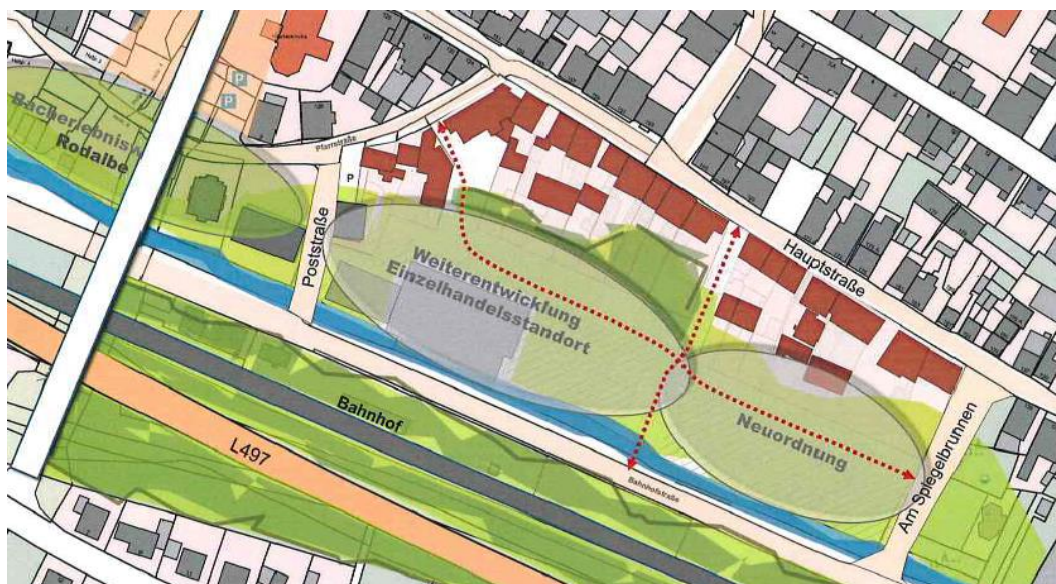 P
P
Bacherlebnisw
Rodalbe
Pfarrstraße
P
Poststraße
Weiterentwicklung
Einzelhandelsstandort
Hauptstraße
Neuordnung
Am Spiegelbrunnen
Bahnhof
L497
Bahnhofstraße